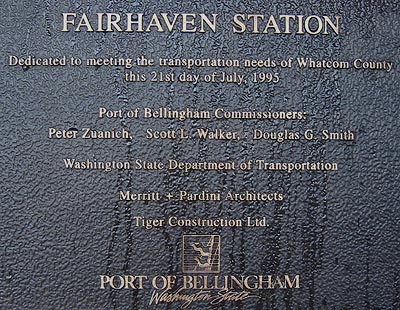 FAIRHAVEN STATION
Dedicated to meeting the transportation needs of Whatcom County
this 21st day of July, 1995
Port of Bellingham Commissioners:
Peter Zuanich, Scott L. Walker, Douglas G. Smith
Washington State Department of Transportation
Merritt + Pardini Architects
Tiger Construction Ltd.
PORT OF BELLINGHAM
Washington State